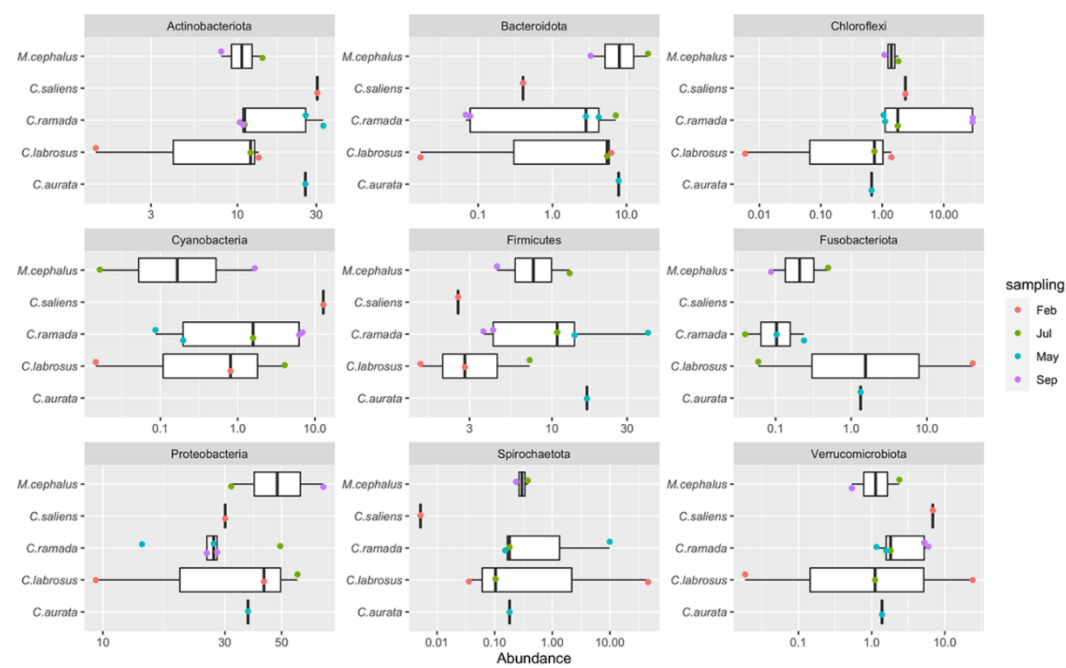 Actinobacteriota Bacteroidota Chloroflexi
M.cephalus M.cephalus M.cephalus
C.saliens C.saliens C.saliens
C.ramada C.ramada C.ramada
C.labrosus C.labrosus C.labrosus
C.aurata C.aurata C.aurata
3 10 30 0.1 1.0 10.0 0.01 0.10 1.00 10.00
Cyanobacteria Firmicutes Fusobacteriota
M.cephalus M.cephalus M.cephalus
C.saliens C.saliens C.saliens
C.ramada C.ramada C.ramada
C.labrosus C.labrosus C.labrosus
C.aurata C.aurata C.aurata
0.1 1.0 10.0 3 10 30 0.1 1.0 10.0
Proteobacteria Spirochaetota Verrucomicrobiota
M.cephalus M.cephalus M.cephalus
C.saliens C.saliens C.saliens
C.ramada C.ramada C.ramada
C.labrosus C.labrosus C.labrosus
C.aurata C.aurata C.aurata
10 30 50 0.01 0.10 1.00 10.00 0.1 1.0 10.0
Abundance
sampling
Feb
Jul
May
Sep